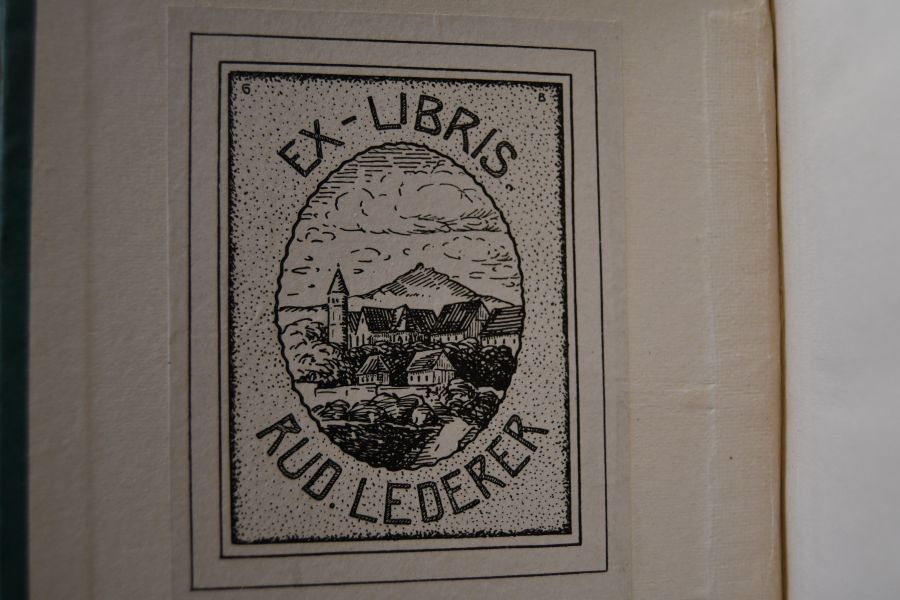 G B
EX-LIBRIS.
RUD. LEDERER